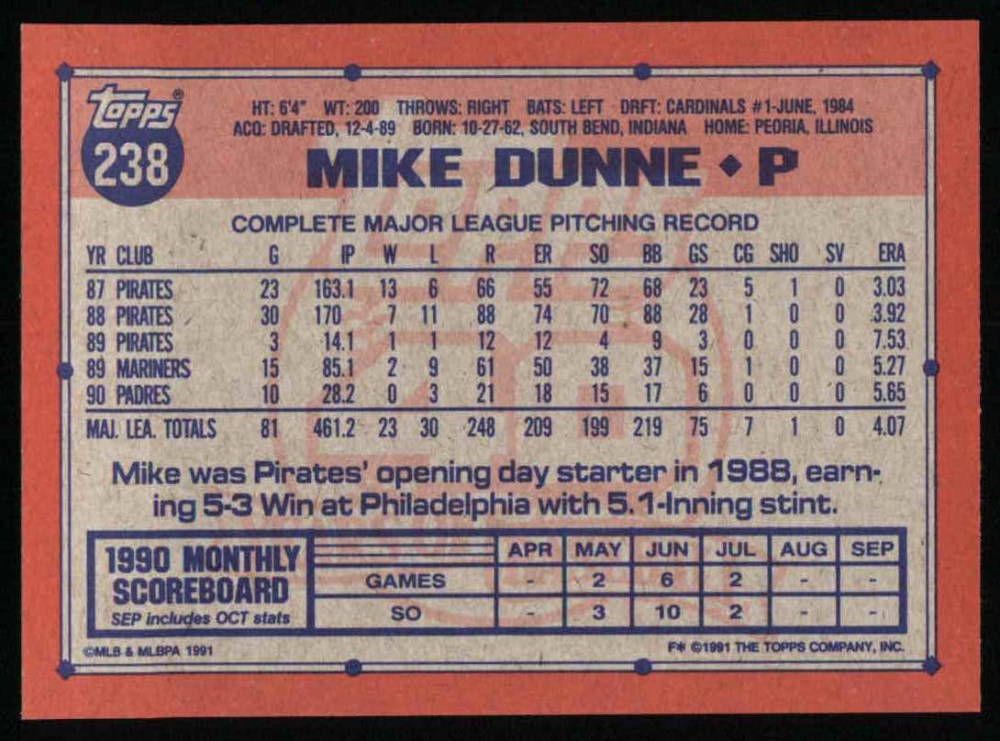 Topps®
238
HT: 6'4" WT: 200 THROWS: RIGHT BATS: LEFT DRFT: CARDINALS #1-JUNE, 1984
ACQ: DRAFTED, 12-4-89 BORN: 10-27-62, SOUTH BEND, INDIANA HOME: PEORIA, ILLINOIS
MIKE DUNNE ◆ P
COMPLETE MAJOR LEAGUE PITCHING RECORD
YR CLUB G IP W L R ER SO BB GS CG SHO SV ERA
87 PIRATES 23 163.1 13 6 66 55 72 68 23 5 1 0 3.03
88 PIRATES 30 170 7 11 88 74 70 88 28 1 0 0 3.92
89 PIRATES 3 14.1 1 1 12 12 4 9 3 0 0 0 7.53
89 MARINERS 15 85.1 2 9 61 50 38 37 15 1 0 0 5.27
90 PADRES 10 28.2 0 3 21 18 15 17 6 0 0 0 5.65
MAJ. LEA. TOTALS 81 461.2 23 30 248 209 199 219 75 7 1 0 4.07
Mike was Pirates' opening day starter in 1988, earn-
ing 5-3 Win at Philadelphia with 5.1-Inning stint.
1990 MONTHLY
SCOREBOARD
SEP includes OCT stats
APR MAY JUN JUL AUG SEP
GAMES - 2 6 2 - -
SO - 3 10 2 - -
©MLB & MLBPA 1991
F* ©1991 THE TOPPS COMPANY, INC.